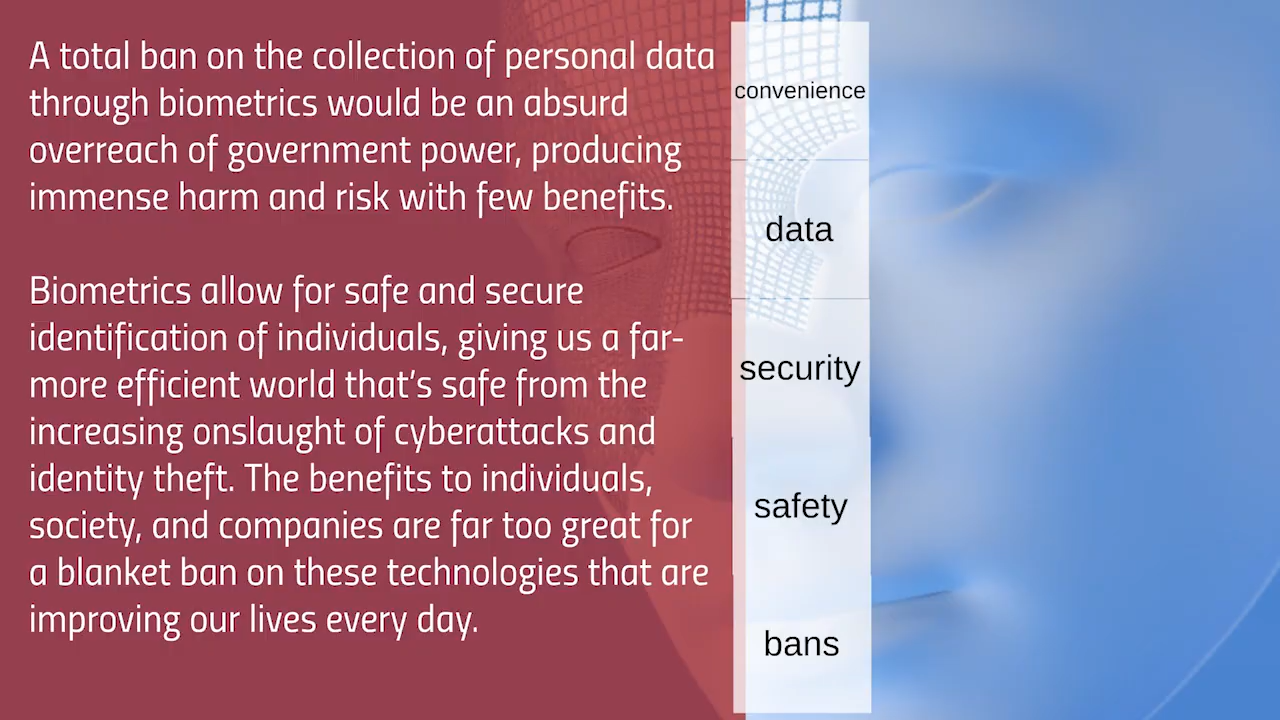 A total ban on the collection of personal data
through biometrics would be an absurd
overreach of government power, producing
immense harm and risk with few benefits.
Biometrics allow for safe and secure
identification of individuals, giving us a far-
more efficient world that's safe from the
increasing onslaught of cyberattacks and
identity theft. The benefits to individuals,
society, and companies are far too great for
a blanket ban on these technologies that are
improving our lives every day.
convenience
data
security
safety
bans